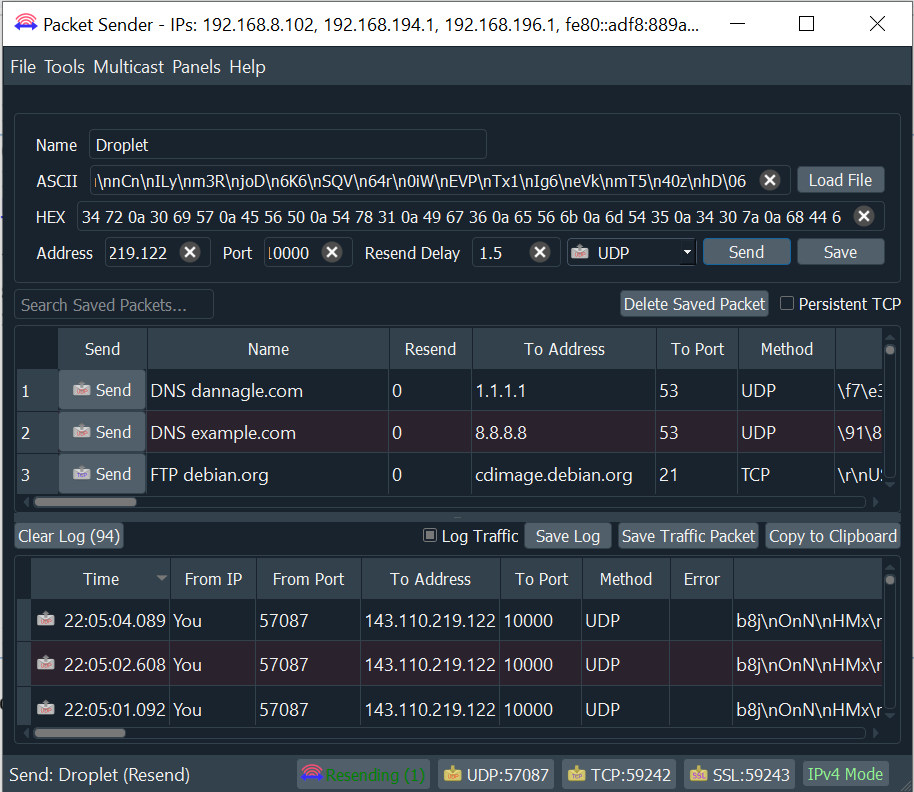 Packet Sender - IPs: 192.168.8.102, 192.168.194.1, 192.168.196.1, fe80::adf8:889a...
File Tools Multicast Panels Help
Name Droplet
ASCII \nnCn\nILy\nm3R\njoD\n6K6\nSQV\n64r\n0iW\nEVP\nTx1\nIg6\neVk\nmT5\n40z\nhD\06 Load File
HEX 34 72 0a 30 69 57 0a 45 56 50 0a 54 78 31 0a 49 67 36 0a 65 56 6b 0a 6d 54 35 0a 34 30 7a 0a 68 44 6
Address 219.122 Port 10000 Resend Delay 1.5 UDP Send Save
Search Saved Packets... Delete Saved Packet Persistent TCP
Send Name Resend To Address To Port Method
1 Send DNS dannagle.com 0 1.1.1.1 53 UDP \f7\e3
2 Send DNS example.com 0 8.8.8.8 53 UDP \91\8
3 Send FTP debian.org 0 cdimage.debian.org 21 TCP \r\nU
Clear Log (94) Log Traffic Save Log Save Traffic Packet Copy to Clipboard
Time From IP From Port To Address To Port Method Error
22:05:04.089 You 57087 143.110.219.122 10000 UDP b8j\nOnN\nHMx\r
22:05:02.608 You 57087 143.110.219.122 10000 UDP b8j\nOnN\nHMx\r
22:05:01.092 You 57087 143.110.219.122 10000 UDP b8j\nOnN\nHMx\r
Send: Droplet (Resend) Resending (1) UDP:57087 TCP:59242 SSL:59243 IPv4 Mode